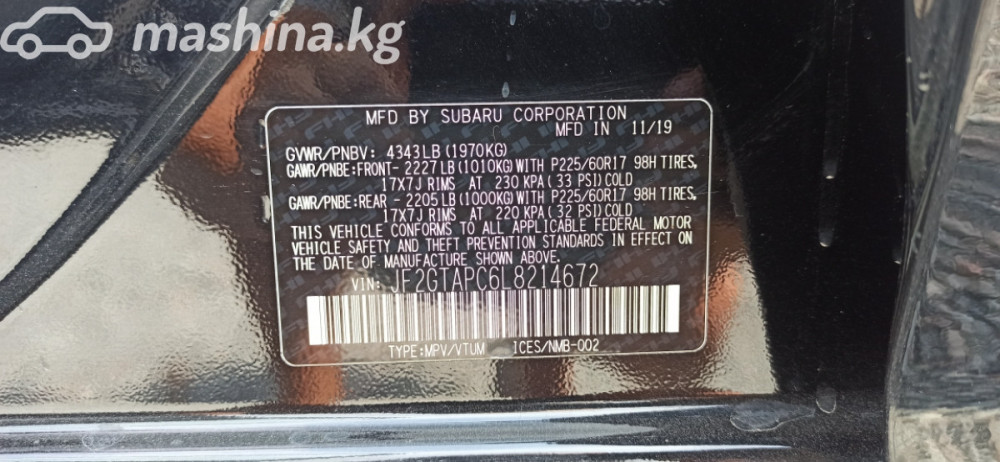 mashina.kg
MFD BY SUBARU CORPORATION
MFD IN 11/19
GVWR/PNBV: 4343LB (1970KG)
GAWR/PNBE:FRONT- 2227LB (1010KG) WITH P225/60R17 98H TIRES,
17X7J RIMS AT 230 KPA (33 PSI) COLD
GAWR/PNBE:REAR - 2205LB (1000KG) WITH P225/60R17 98H TIRES,
17X7J RIMS AT 220 KPA (32 PSI) COLD
THIS VEHICLE CONFORMS TO ALL APPLICABLE FEDERAL MOTOR
VEHICLE SAFETY AND THEFT PREVENTION STANDARDS IN EFFECT ON
THE DATE OF MANUFACTURE SHOWN ABOVE.
VIN: JF2GTAPC6L8214672
TYPE:MPV/VTUM ICES/NMB-002